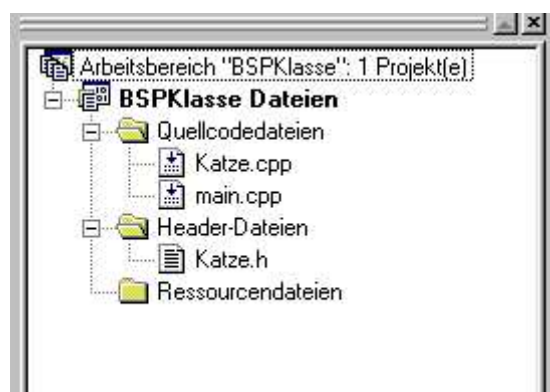 Arbeitsbereich "BSPKlasse": 1 Projekt(e)
BSPKlasse Dateien
Quellcodedateien
Katze.cpp
main.cpp
Header-Dateien
Katze.h
Ressourcendateien